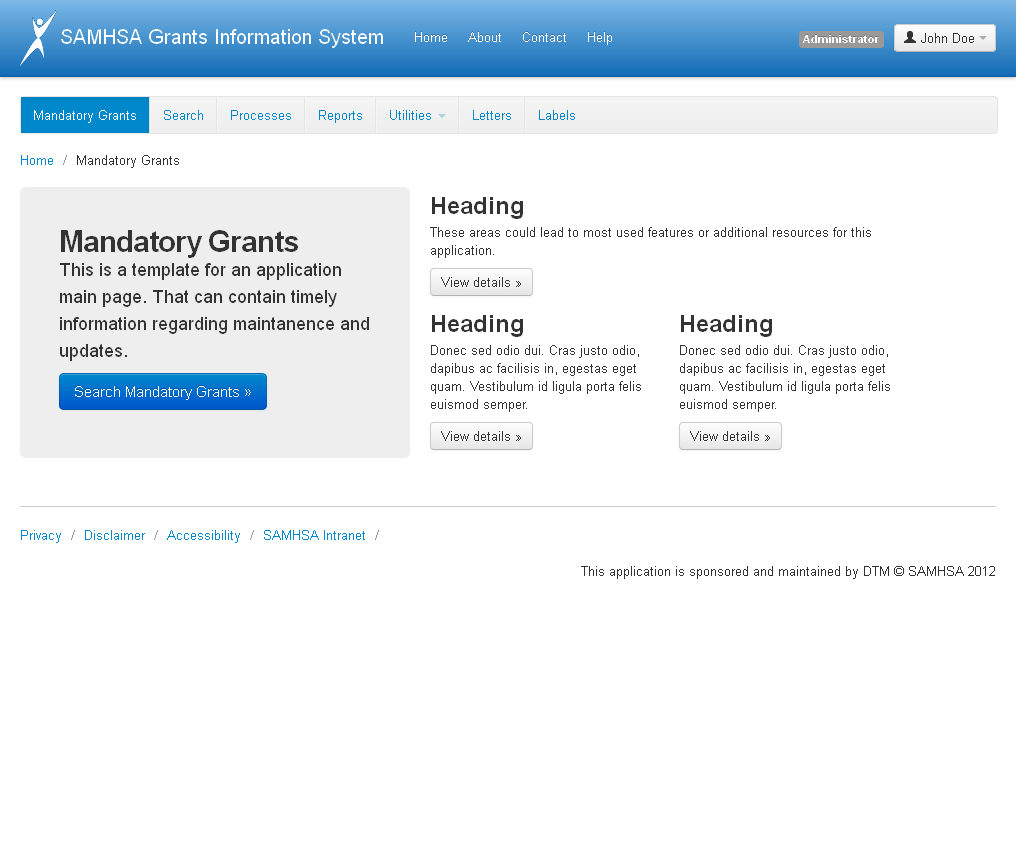 SAMHSA Grants Information System Home About Contact Help Administrator John Doe
Mandatory Grants Search Processes Reports Utilities Letters Labels
Home / Mandatory Grants
Mandatory Grants
This is a template for an application
main page. That can contain timely
information regarding maintanence and
updates.
Search Mandatory Grants »
Heading
These areas could lead to most used features or additional resources for this
application.
View details »
Heading
Donec sed odio dui. Cras justo odio,
dapibus ac facilisis in, egestas eget
quam. Vestibulum id ligula porta felis
euismod semper.
View details »
Heading
Donec sed odio dui. Cras justo odio,
dapibus ac facilisis in, egestas eget
quam. Vestibulum id ligula porta felis
euismod semper.
View details »
Privacy / Disclaimer / Accessibility / SAMHSA Intranet /
This application is sponsored and maintained by DTM © SAMHSA 2012